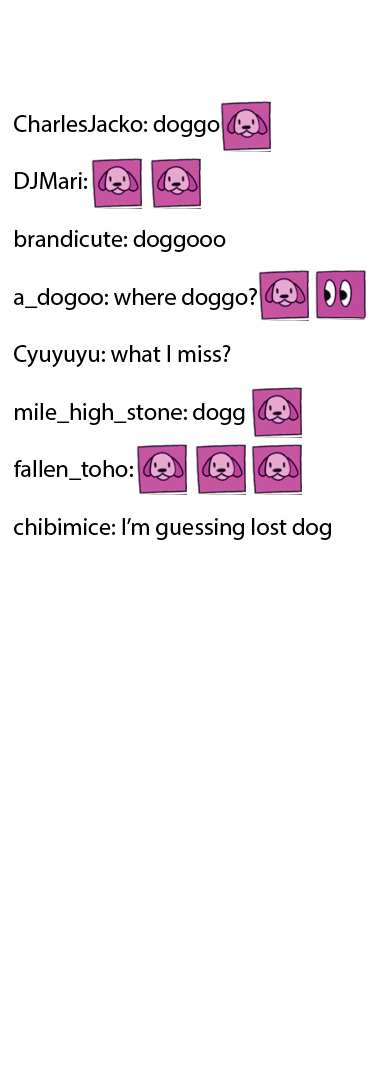 CharlesJacko: doggo
DJMari:
brandicute: doggooo
a_dogoo: where doggo?
Cyuyuyu: what I miss?
mile_high_stone: dogg
fallen_toho:
chibimice: I’m guessing lost dog